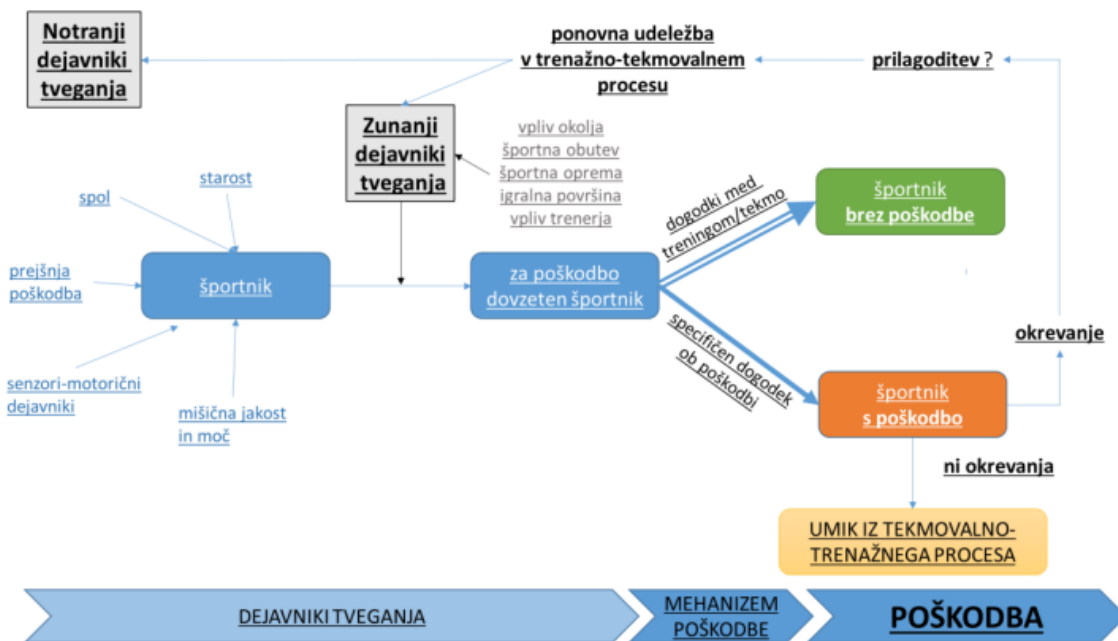 Notranji
dejavniki
tveganja
ponovna udeležba
v trenažno-tekmovalnem
procesu
prilagoditev ?
Zunanji
dejavniki
tveganja
vpliv okolja
športna obutev
športna oprema
igralna površina
vpliv trenerja
starost
spol
prejšnja
poškodba
športnik
senzori-motorični
dejavniki
mišična jakost
in moč
za poškodbo
dovzeten športnik
dogodki med
treningom/tekmo
specifičen dogodek
ob poškodbi
športnik
brez poškodbe
okrevanje
športnik
s poškodbo
ni okrevanja
UMIK IZ TEKMOVALNO-
TRENAŽNEGA PROCESA
DEJAVNIKI TVEGANJA
MEHANIZEM
POŠKODBE
POŠKODBA